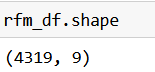 rfm_df.shape
(4319, 9)